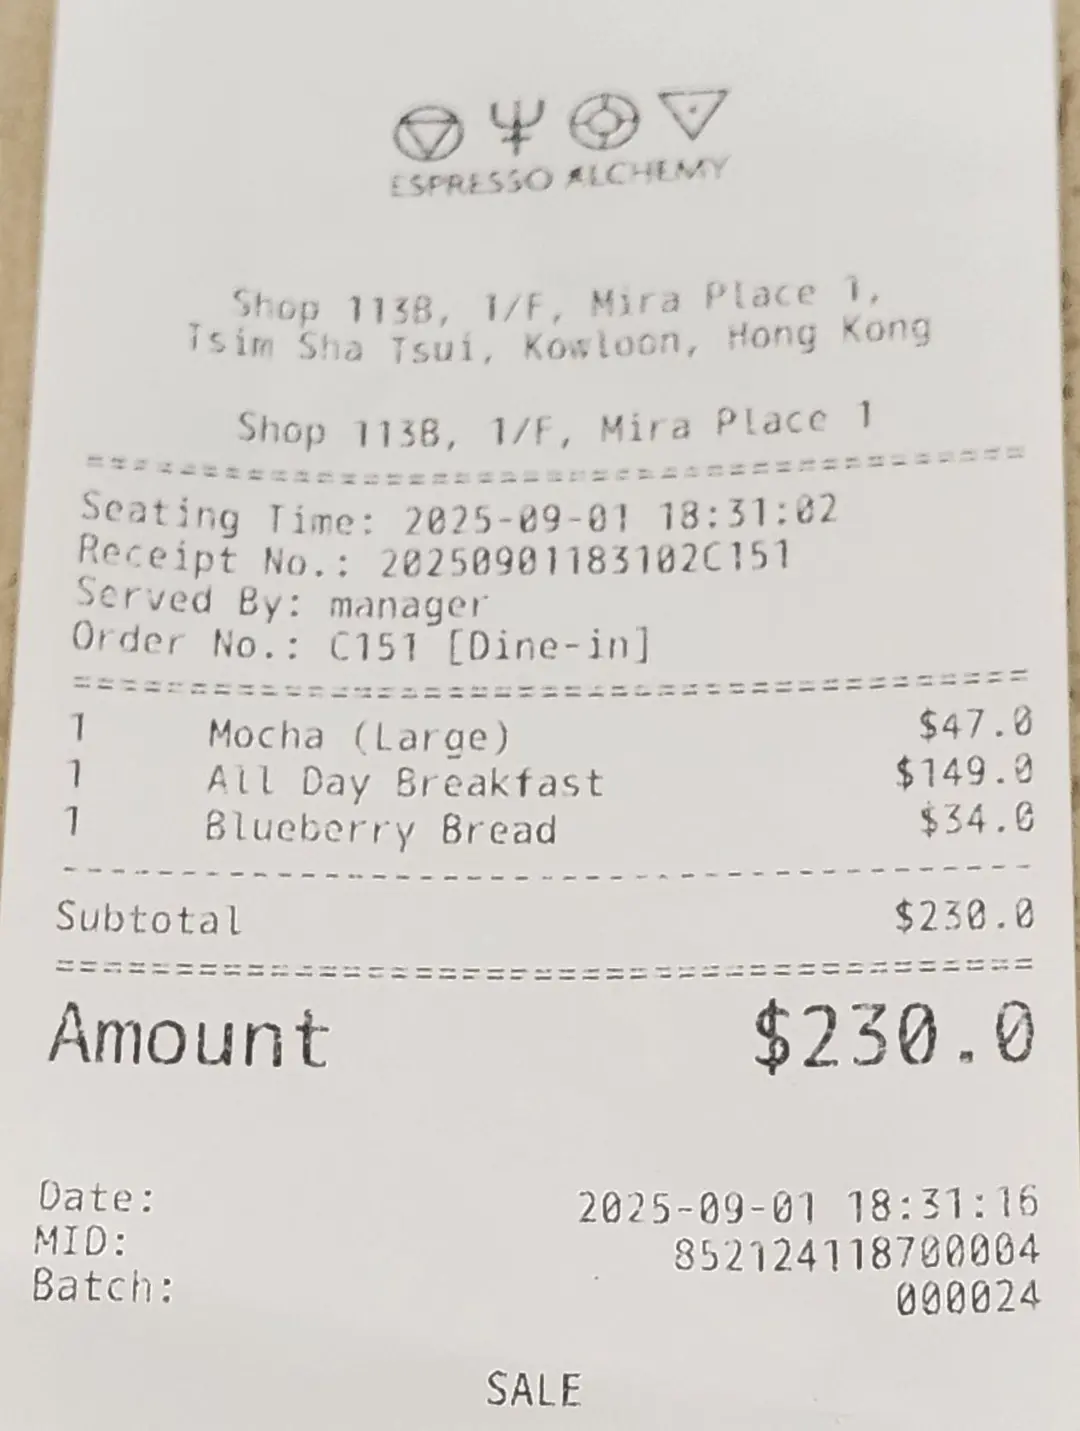 ESPRESSO ALCHEMY
Shop 113B, 1/F, Mira Place 1,
Tsim Sha Tsui, Kowloon, Hong Kong
Shop 113B, 1/F, Mira Place 1
==========================================
Seating Time: 2025-09-01 18:31:02
Receipt No.: 20250901183102C151
Served By: manager
Order No.: C151 [Dine-in]
==========================================
1 Mocha (Large) $47.0
1 All Day Breakfast $149.0
1 Blueberry Bread $34.0
------------------------------------------
Subtotal $230.0
==========================================
Amount $230.0
Date: 2025-09-01 18:31:16
MID: 852124118700004
Batch: 000024
SALE